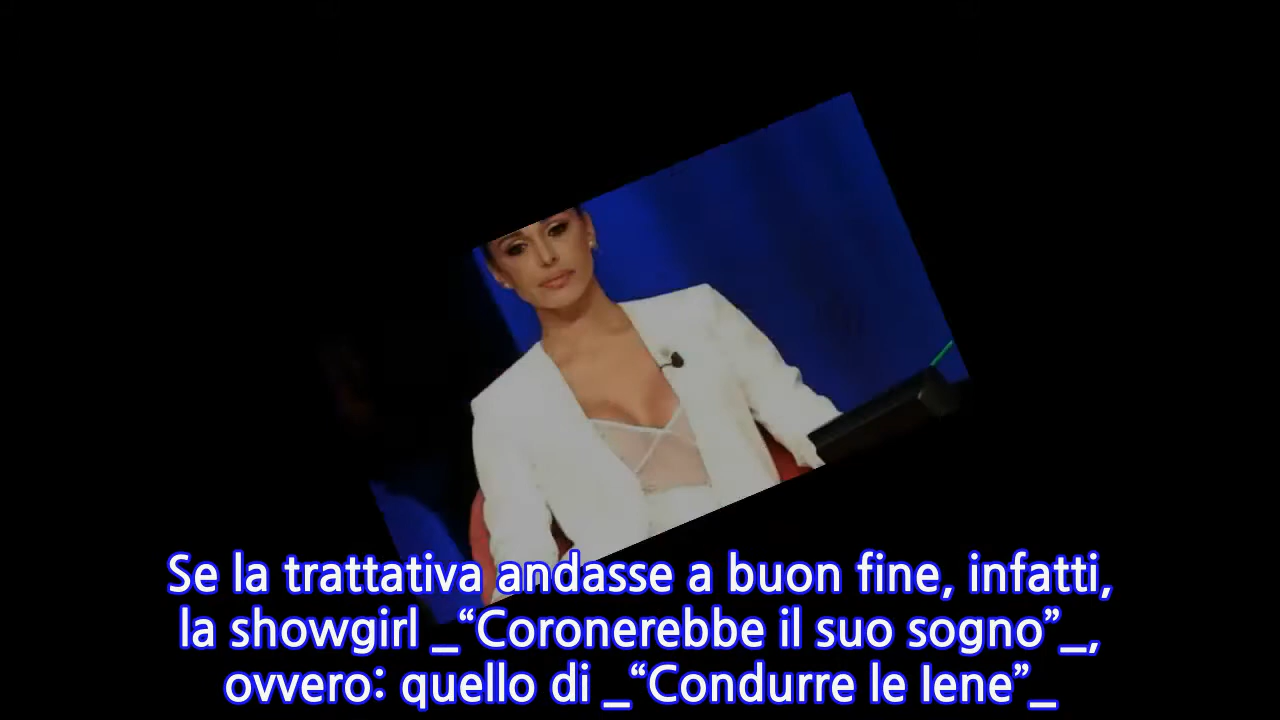 Se la trattativa andasse a buon fine, infatti,
la showgirl _“Coronerebbe il suo sogno”_,
ovvero: quello di _“Condurre le Iene”_